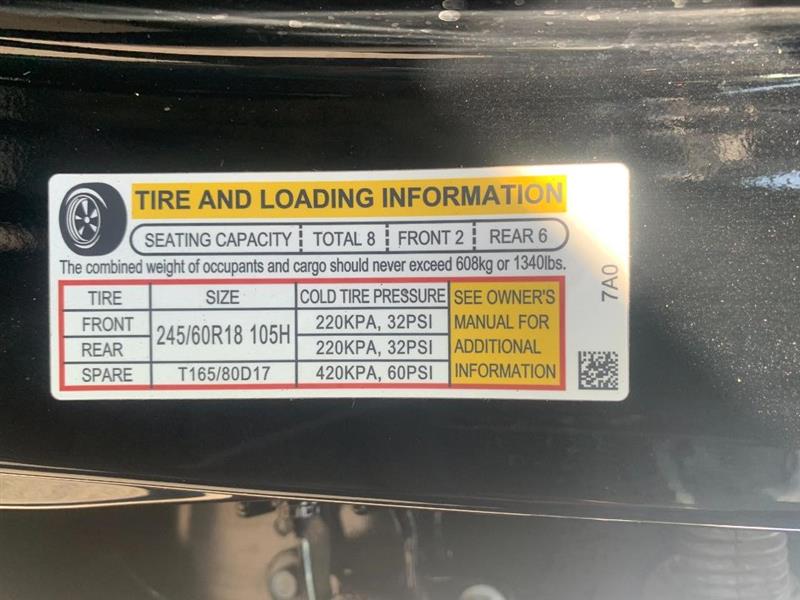 TIRE AND LOADING INFORMATION
SEATING CAPACITY TOTAL 8 FRONT 2 REAR 6
The combined weight of occupants and cargo should never exceed 608kg or 1340lbs.
TIRE SIZE COLD TIRE PRESSURE SEE OWNER'S
FRONT 245/60R18 105H 220KPA, 32PSI MANUAL FOR
REAR 220KPA, 32PSI ADDITIONAL
SPARE T165/80D17 420KPA, 60PSI INFORMATION
7A0